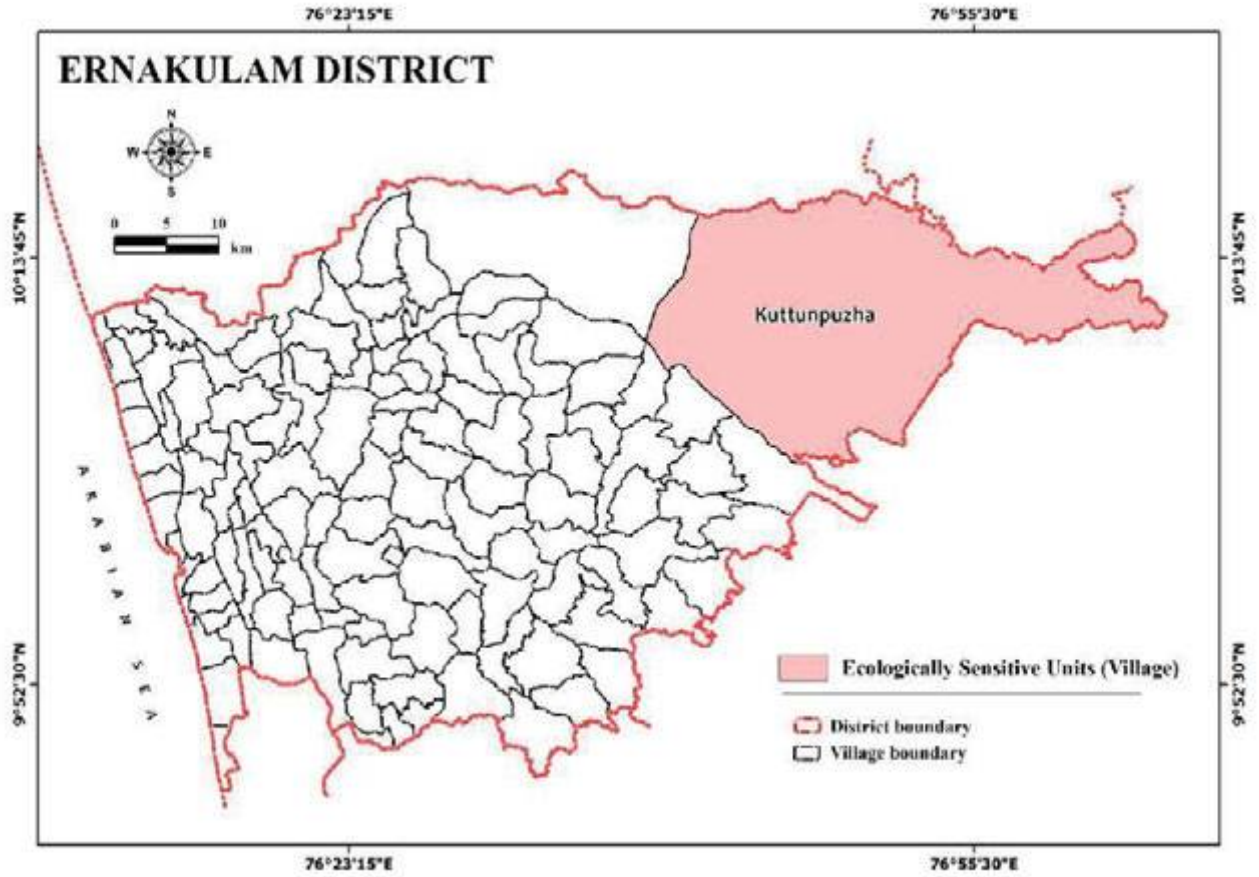 76°23'15"E 76°55'30"E
ERNAKULAM DISTRICT
N
W E
S
0 5 10
km
10°13'45"N
10°13'45"N
Kuttunpuzha
ARABIAN SEA
9°52'30"N
9°52'30"N
Ecologically Sensitive Units (Village)
District boundary
Village boundary
76°23'15"E 76°55'30"E